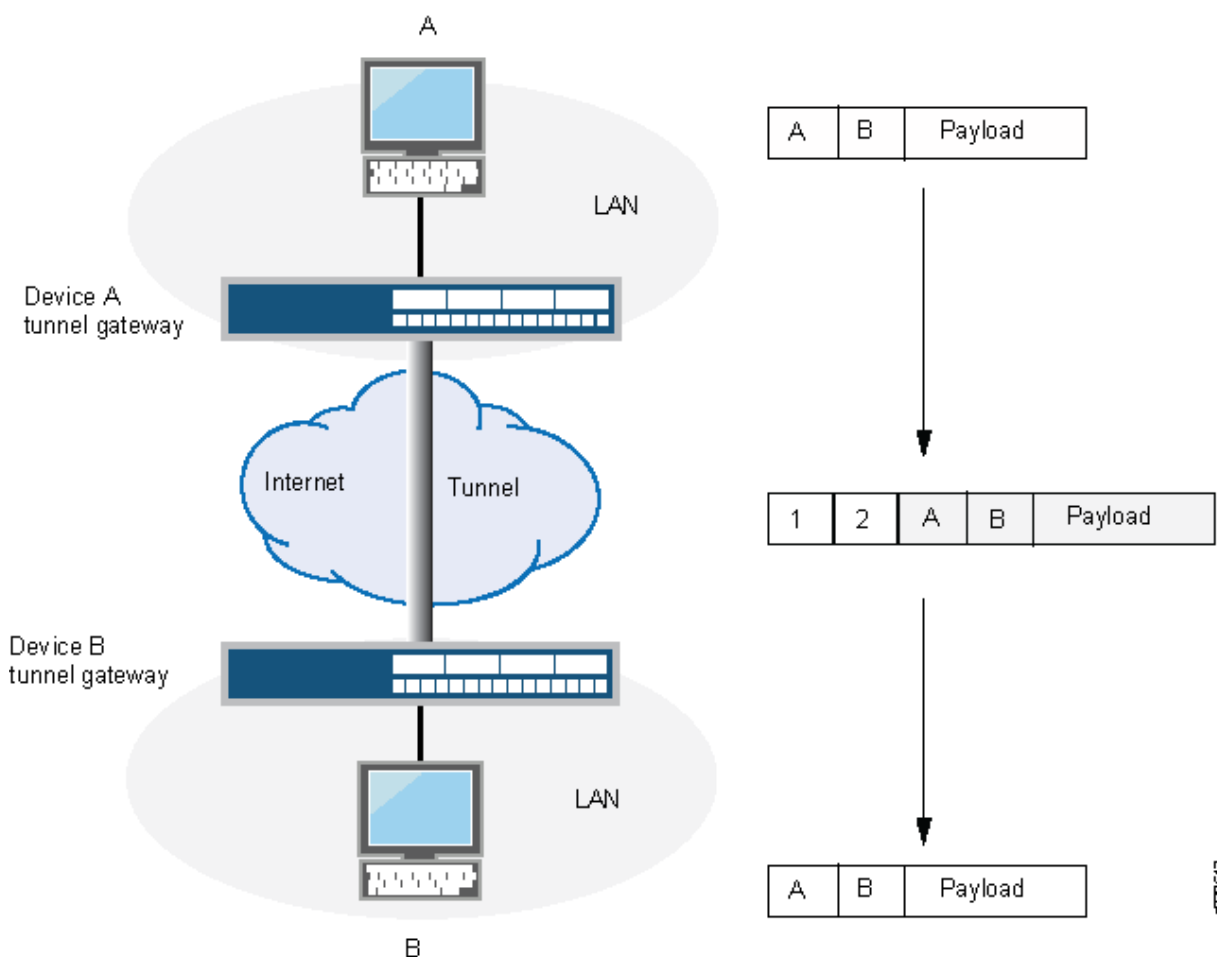 A
A B Payload
LAN
Device A
tunnel gateway
Internet
Tunnel
1 2 A B Payload
Device B
tunnel gateway
LAN
A B Payload
B